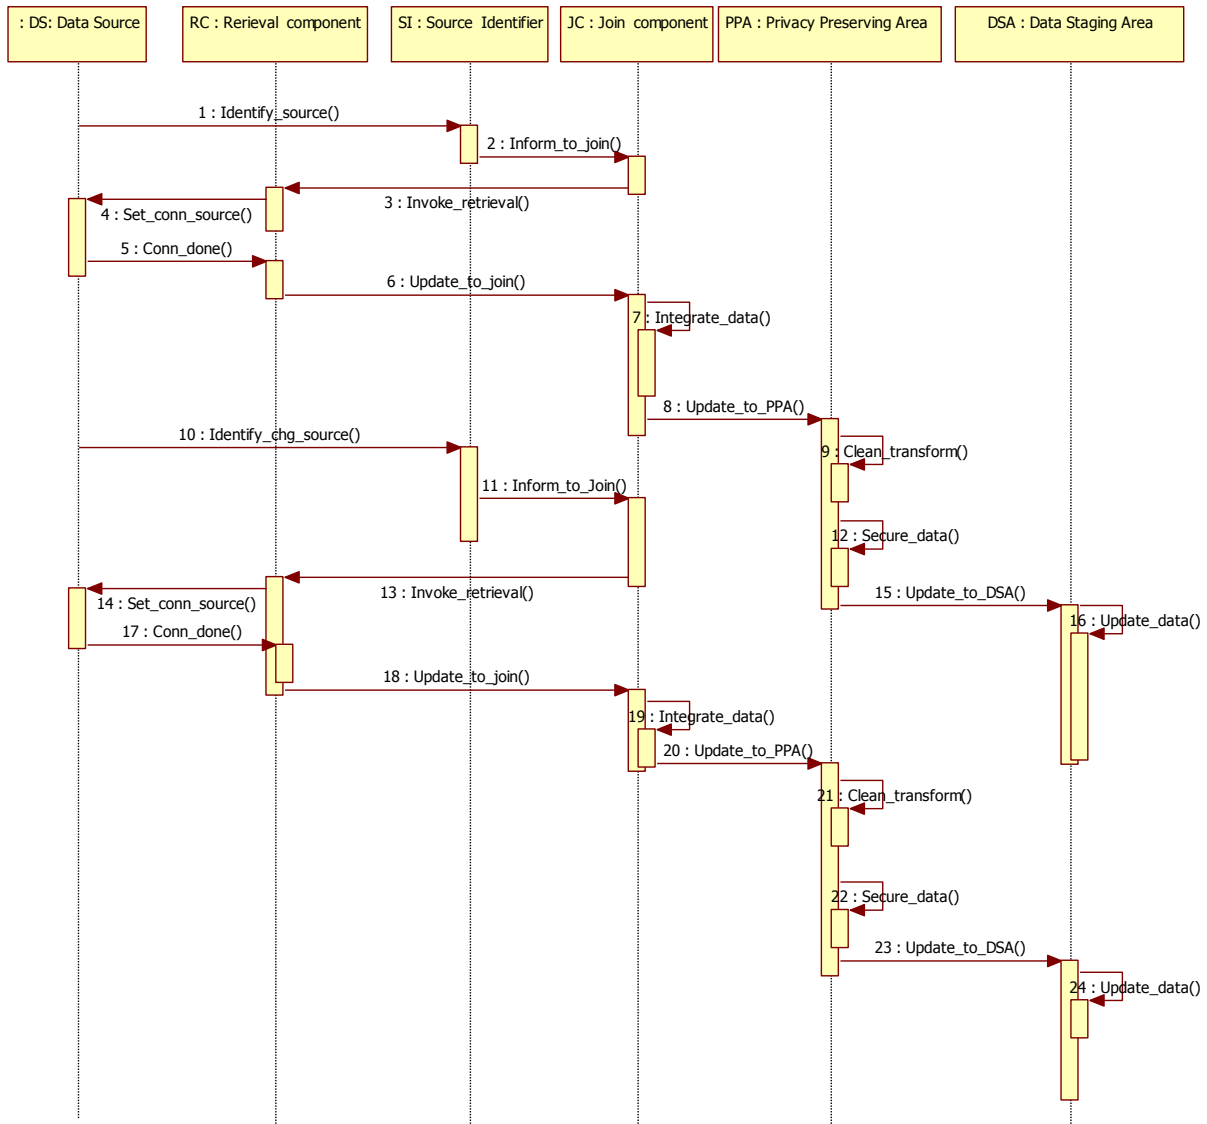 : DS: Data Source
RC : Rerieval component
SI : Source Identifier
JC : Join component
PPA : Privacy Preserving Area
DSA : Data Staging Area
1 : Identify_source()
2 : Inform_to_join()
3 : Invoke_retrieval()
4 : Set_conn_source()
5 : Conn_done()
6 : Update_to_join()
7 : Integrate_data()
8 : Update_to_PPA()
10 : Identify_chg_source()
9 : Clean_transform()
11 : Inform_to_Join()
12 : Secure_data()
13 : Invoke_retrieval()
15 : Update_to_DSA()
14 : Set_conn_source()
16 : Update_data()
17 : Conn_done()
18 : Update_to_join()
19 : Integrate_data()
20 : Update_to_PPA()
21 : Clean_transform()
22 : Secure_data()
23 : Update_to_DSA()
24 : Update_data()